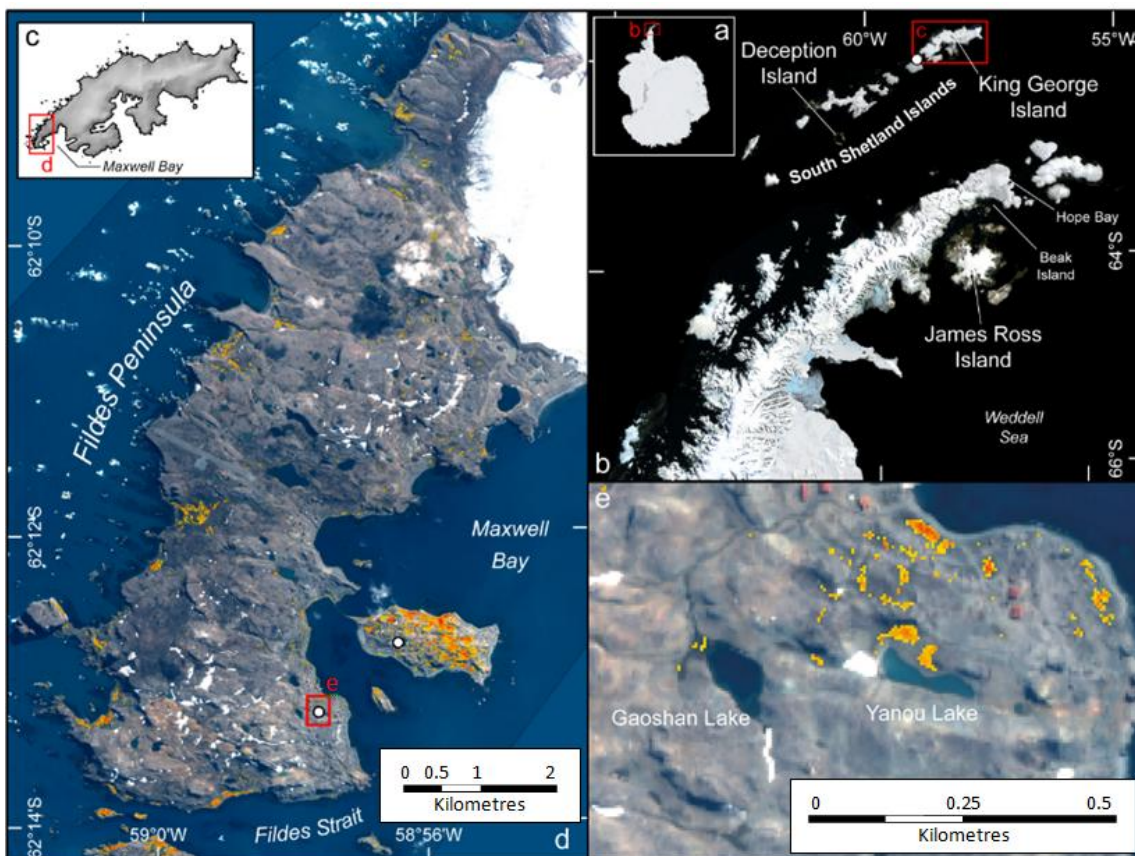 c
d
Maxwell Bay
62°10'S
Fildes Peninsula
62°12'S
Maxwell
Bay
e
0 0.5 1 2
Kilometres
62°14'S
59°0'W
Fildes Strait
58°56'W
d
b
a
60°W
55°W
c
Deception
Island
King George
Island
South Shetland Islands
Hope Bay
Beak
Island
64°S
James Ross
Island
Weddell
Sea
66°S
b
e
Gaoshan Lake
Yanou Lake
0 0.25 0.5
Kilometres